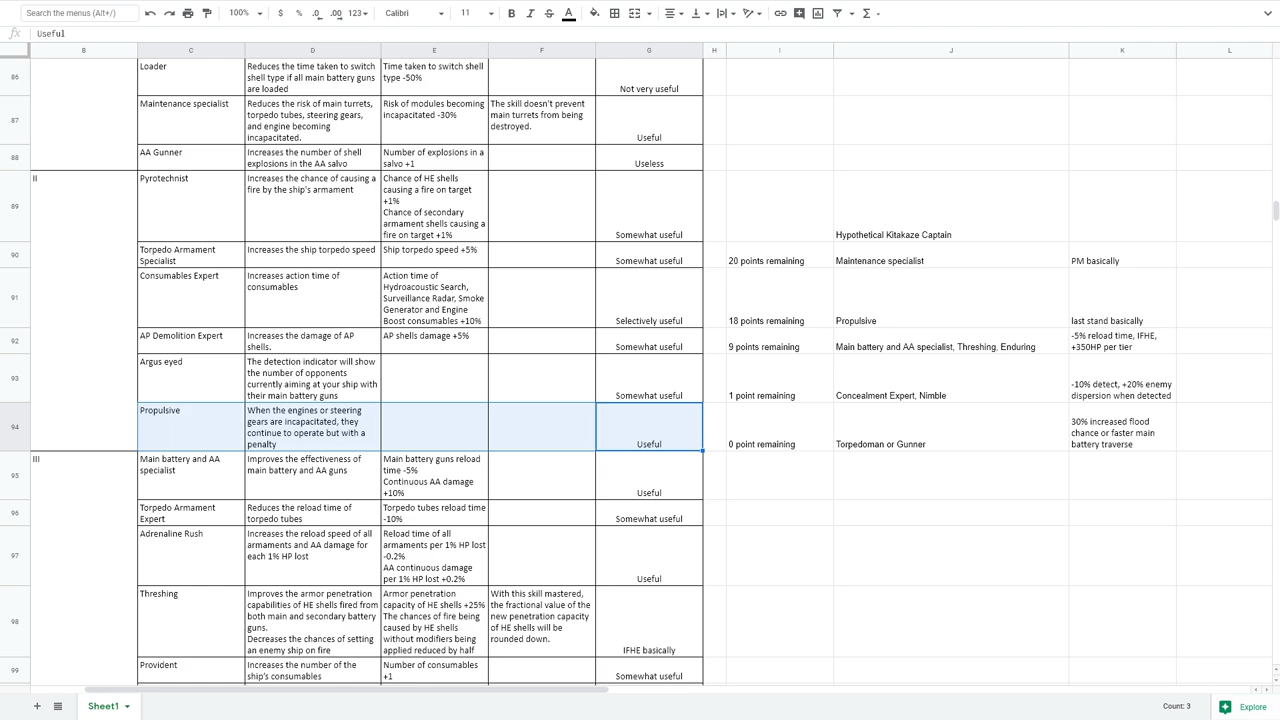 Search the menus (Alt+/)
100%
$
%
.0
.00
123
Calibri
11
B
I
S
A
Σ
fx
Useful
B
C
D
E
F
G
H
I
J
K
L
86
Loader
Reduces the time taken to switch
shell type if all main battery guns
are loaded
Time to switch shell
type -50%
Not very useful
87
Maintenance specialist
Reduces the risk of main turrets,
torpedo tubes, steering gears,
and engine becoming
incapacitated.
Risk of modules becoming
incapacitated -30%
The skill doesn't prevent
main turrets from being
destroyed.
Useful
88
AA Gunner
Increases the number of shell
explosions in the AA salvo
Number of explosions in a
salvo +1
Useless
II
89
Pyrotechnist
Increases the chance of causing a
fire by the ship's armament
Chance of HE shells
causing a fire on target
+1%
Chance of secondary
armament shells causing a
fire on target +1%
Somewhat useful
Hypothetical Kitakaze Captain
90
Torpedo Armament
Specialist
Increases the ship torpedo speed
Ship torpedo speed +5%
Somewhat useful
20 points remaining
Maintenance specialist
PM basically
91
Consumables Expert
Increases action time of
consumables
Action time of
Hydroacoustic Search,
Surveillance Radar, Smoke
Generator and Engine
Boost consumables +10%
Selectively useful
18 points remaining
Propulsive
last stand basically
92
AP Demolition Expert
Increases the damage of AP
shells.
AP shells damage +5%
Somewhat useful
9 points remaining
Main battery and AA specialist, Threshing, Enduring
-5% reload time, IFHE,
+350HP per tier
93
Argus eyed
The detection indicator will show
the number of opponents
currently aiming at your ship with
their main battery guns
Somewhat useful
1 point remaining
Concealment Expert, Nimble
-10% detect, +20% enemy
dispersion when detected
94
Propulsive
When the engines or steering
gears are incapacitated, they
continue to operate but with a
penalty
Useful
0 point remaining
Torpedoman or Gunner
30% increased flood
chance or faster main
battery traverse
III
95
Main battery and AA
specialist
Improves the effectiveness of
main battery and AA guns
Main battery guns reload
time -5%
Continuous AA damage
+10%
Useful
96
Torpedo Armament
Expert
Reduces the reload time of
torpedo tubes
Torpedo tubes reload time
-10%
Somewhat useful
97
Adrenaline Rush
Increases the reload speed of all
armaments and AA damage for
each 1% HP lost
Reload time of all
armaments per 1% HP lost
-0.2%
AA continuous damage
per 1% HP lost +0.2%
Useful
98
Threshing
Improves the armor penetration
capabilities of HE shells fired from
both main and secondary battery
guns.
Decreases the chances of setting
an enemy ship on fire
Armor penetration
capacity of HE shells +25%
The chances of fire being
caused by HE shells
without modifiers being
applied reduced by half
With this skill mastered,
the fractional value of the
new penetration capacity
of HE shells will be
rounded down.
IFHE basically
99
Provident
Increases the number of the
ship's consumables
Number of consumables
+1
Somewhat useful
Sheet1
Count: 3
Explore